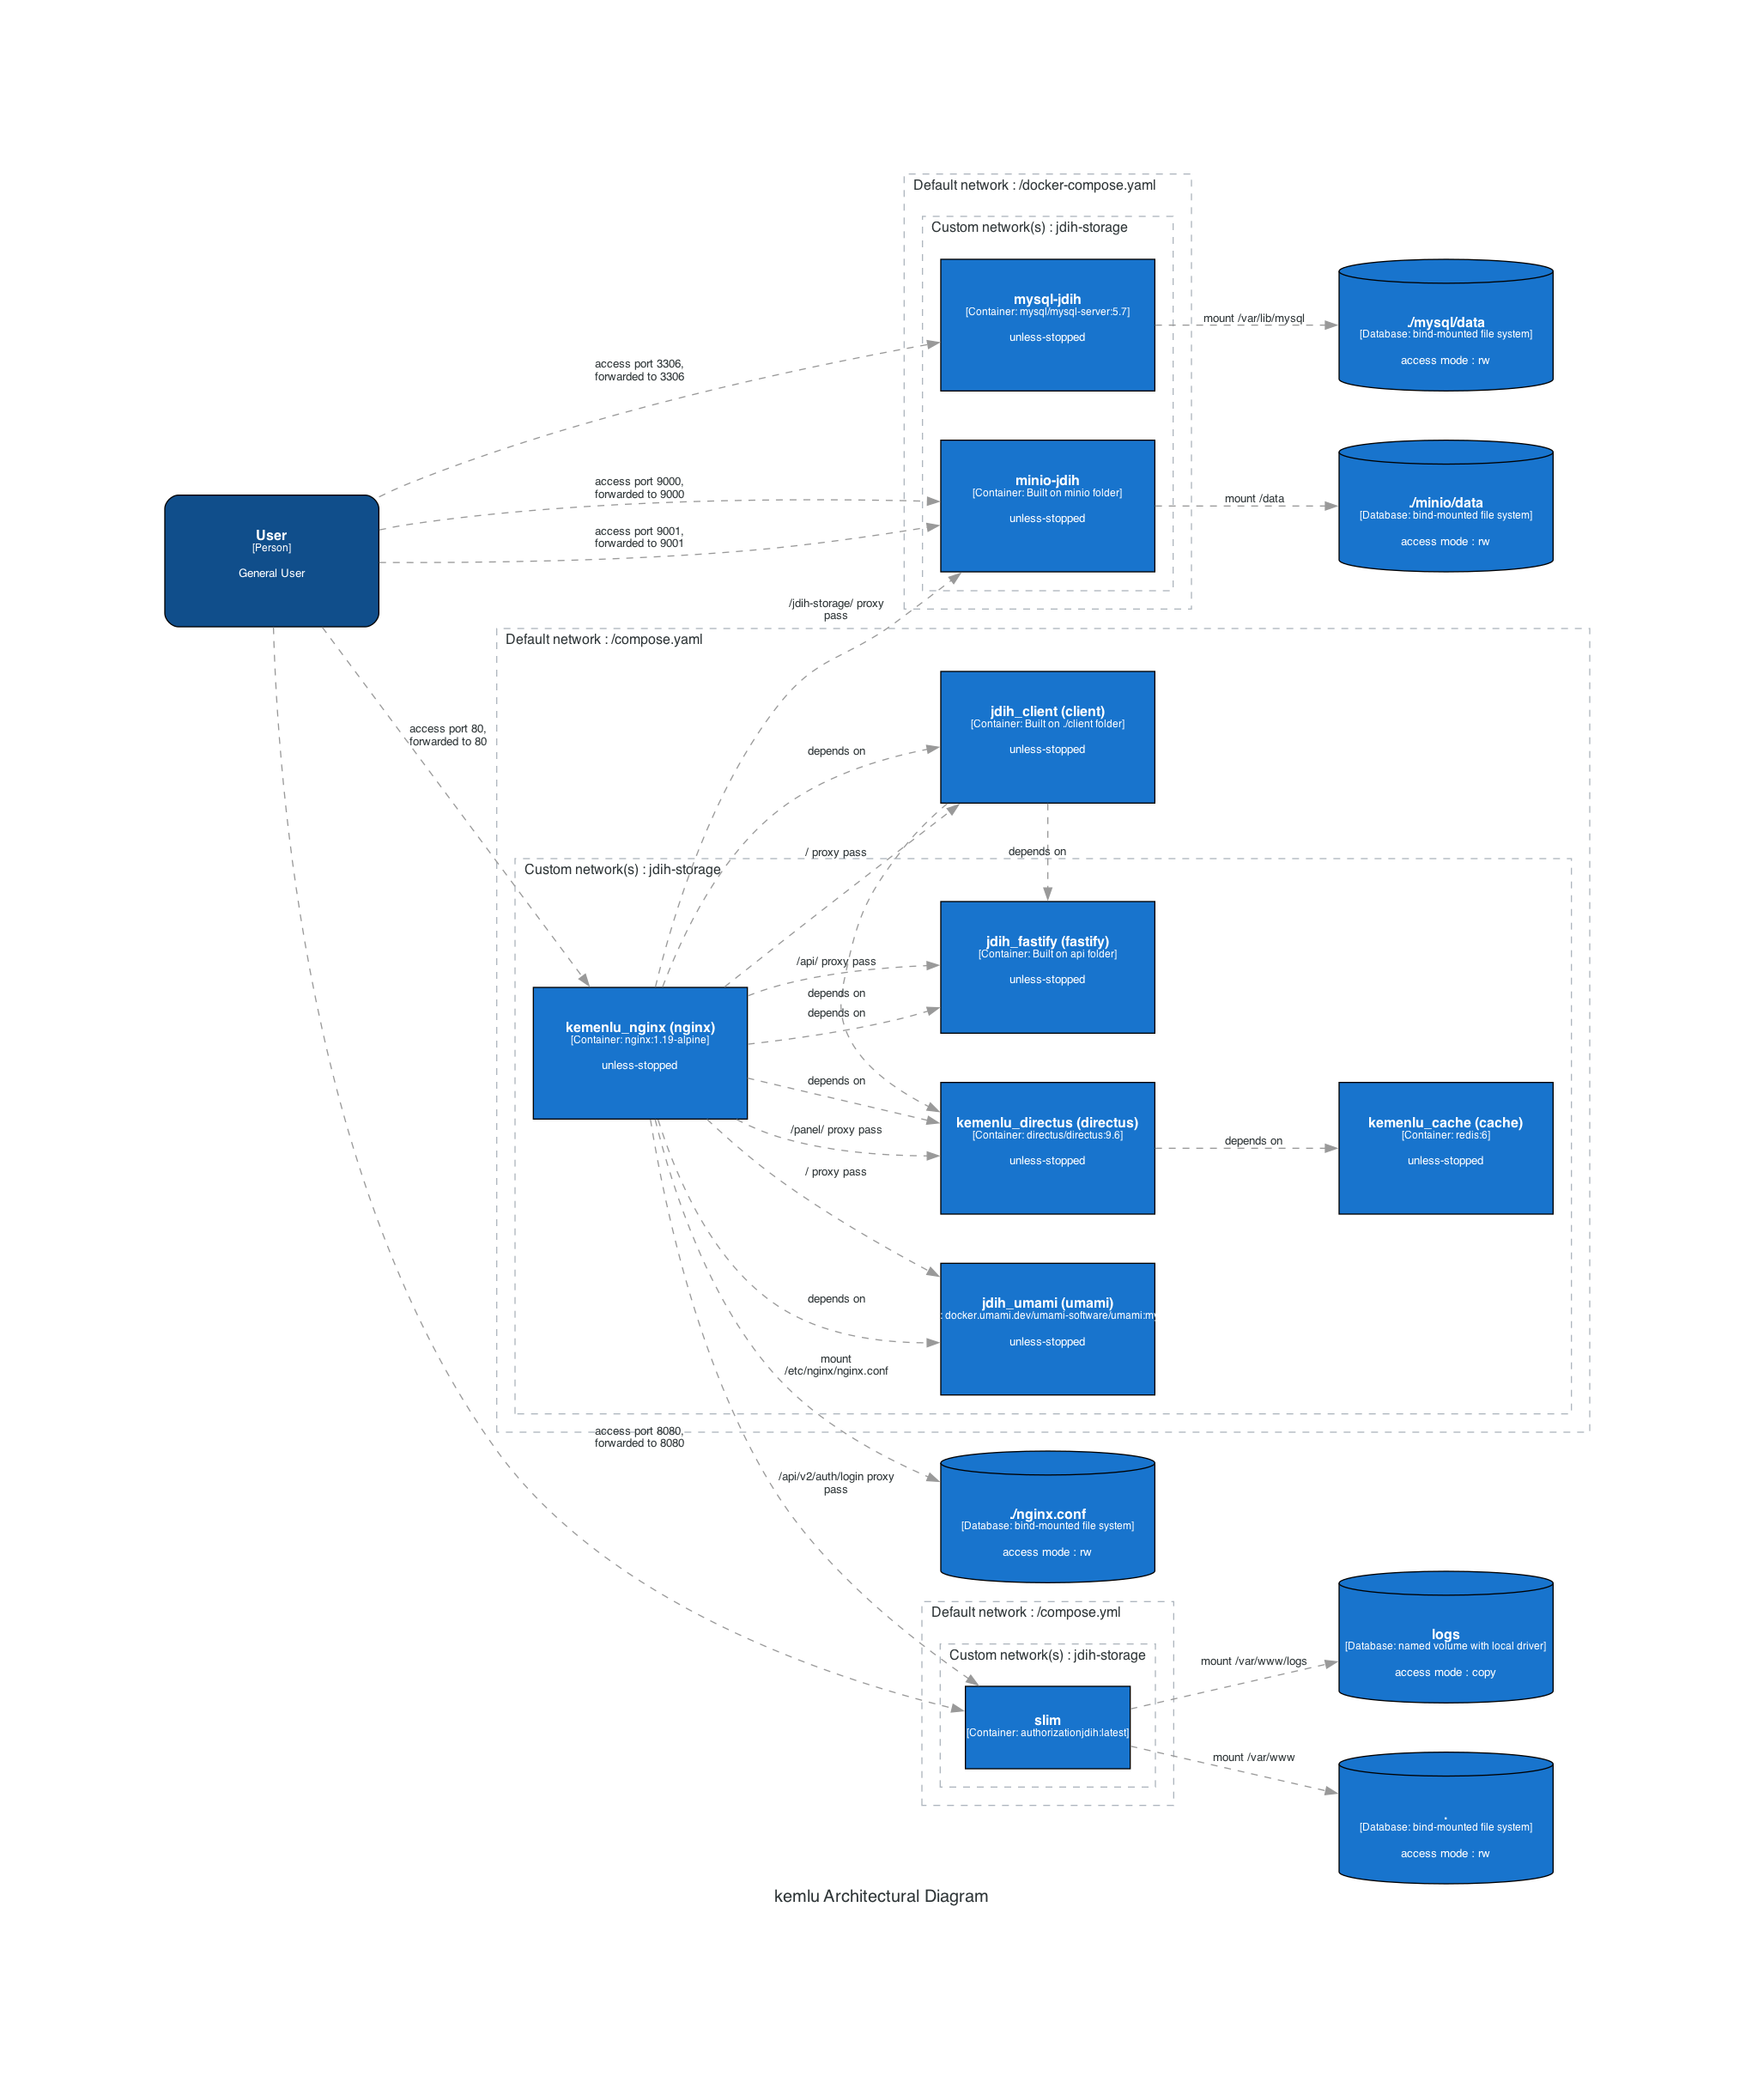 Default network : /docker-compose.yaml
Custom network(s) : jdih-storage
mysql-jdih
[Container: mysql/mysql-server:5.7]
unless-stopped
mount /var/lib/mysql
./mysql/data
[Database: bind-mounted file system]
access mode : rw
access port 3306,
forwarded to 3306
minio-jdih
[Container: Built on minio folder]
unless-stopped
mount /data
./minio/data
[Database: bind-mounted file system]
access mode : rw
access port 9000,
forwarded to 9000
access port 9001,
forwarded to 9001
User
[Person]
General User
/jdih-storage/ proxy
pass
Default network : /compose.yaml
access port 80,
forwarded to 80
jdih_client (client)
[Container: Built on ./client folder]
unless-stopped
depends on
/ proxy pass
depends on
Custom network(s) : jdih-storage
jdih_fastify (fastify)
[Container: Built on api folder]
unless-stopped
/api/ proxy pass
depends on
depends on
kemenlu_nginx (nginx)
[Container: nginx:1.19-alpine]
unless-stopped
depends on
/panel/ proxy pass
/ proxy pass
kemenlu_directus (directus)
[Container: directus/directus:9.6]
unless-stopped
depends on
kemenlu_cache (cache)
[Container: redis:6]
unless-stopped
jdih_umami (umami)
: docker.umami.dev/umami-software/umami:my
unless-stopped
depends on
mount
/etc/nginx/nginx.conf
access port 8080,
forwarded to 8080
/api/v2/auth/login proxy
pass
./nginx.conf
[Database: bind-mounted file system]
access mode : rw
Default network : /compose.yml
Custom network(s) : jdih-storage
slim
[Container: authorizationjdih:latest]
mount /var/www/logs
logs
[Database: named volume with local driver]
access mode : copy
mount /var/www
.
[Database: bind-mounted file system]
access mode : rw
kemlu Architectural Diagram